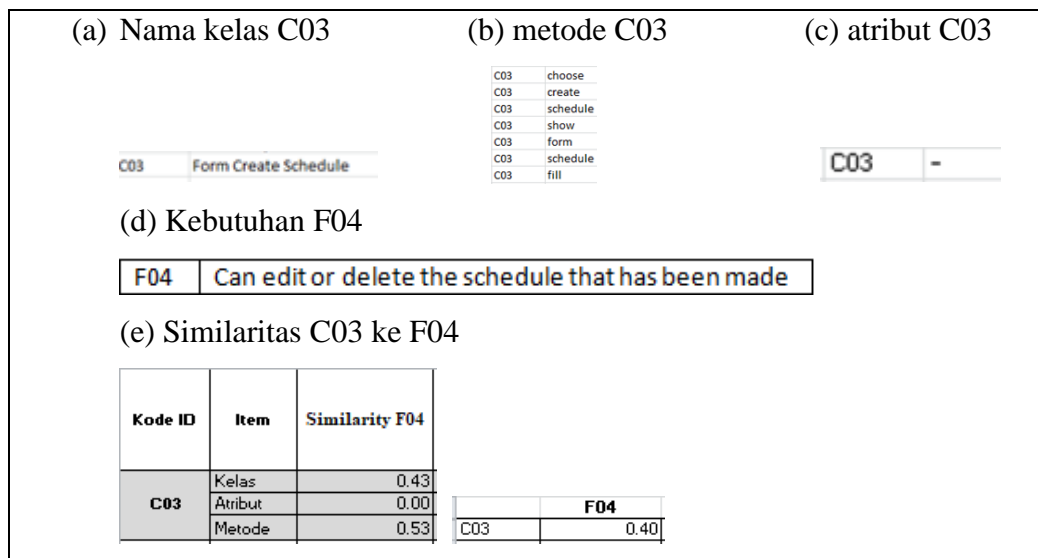 (a) Nama kelas C03 (b) metode C03 (c) atribut C03
C03 Form Create Schedule
C03 choose
C03 create
C03 schedule
C03 show
C03 form
C03 schedule
C03 fill
C03 -
(d) Kebutuhan F04
F04 Can edit or delete the schedule that has been made
(e) Similaritas C03 ke F04
Kode ID Item Similarity F04
C03
Kelas 0.43
Atribut 0.00
Metode 0.53
F04
C03 0.40